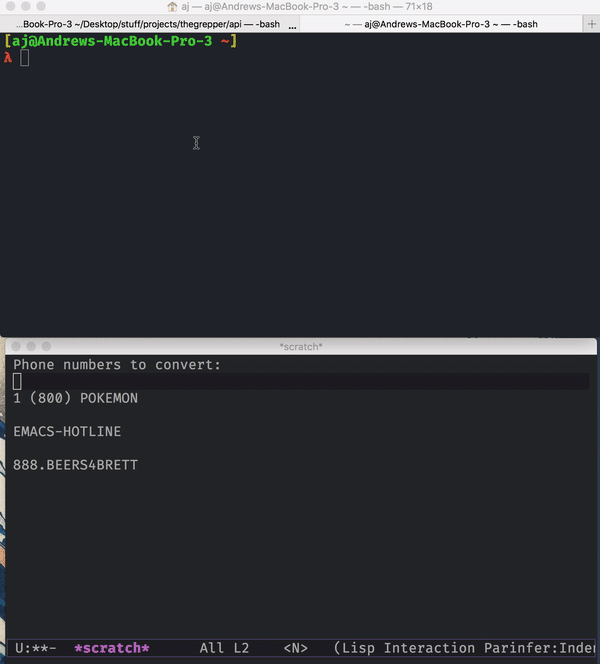 aj — aj@Andrews-MacBook-Pro-3 ~ — -bash — 71×18
...Book-Pro-3 ~/Desktop/stuff/projects/thegrepper/api — -bash ... ~ — aj@Andrews-MacBook-Pro-3 ~ — -bash +
[aj@Andrews-MacBook-Pro-3 ~]
λ
*scratch*
Phone numbers to convert:
1 (800) POKEMON
EMACS-HOTLINE
888.BEERS4BRETT
U:**- *scratch* All L2 <N> (Lisp Interaction Parinfer:Inde